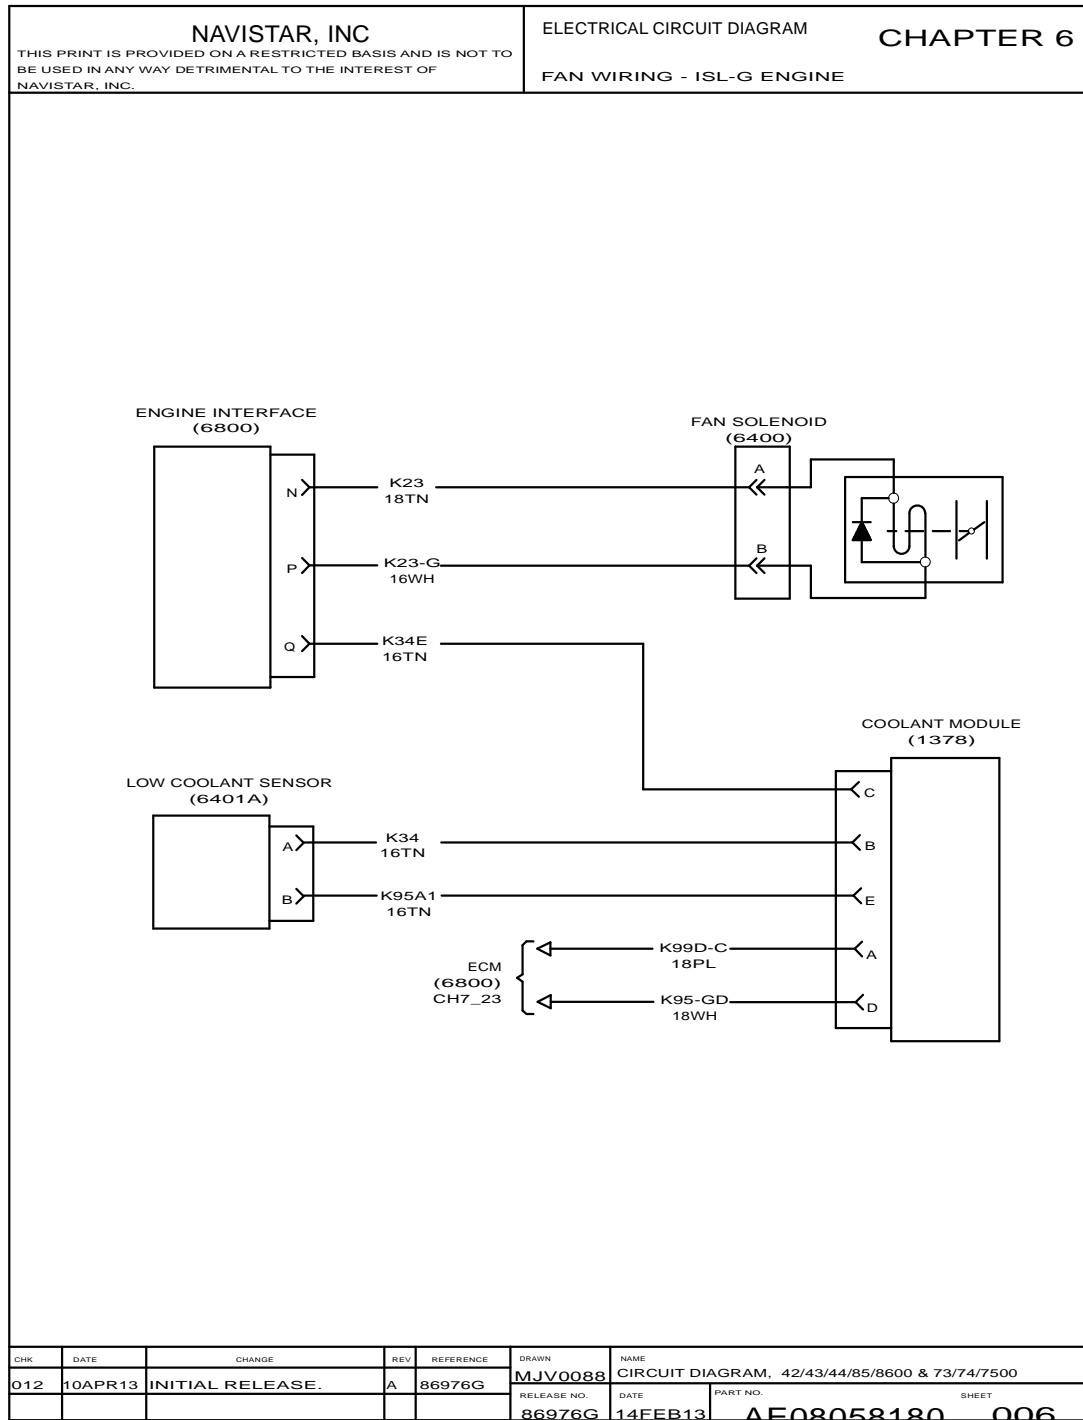 NAVISTAR, INC
THIS PRINT IS PROVIDED ON A RESTRICTED BASIS AND IS NOT TO
BE USED IN ANY WAY DETRIMENTAL TO THE INTEREST OF
NAVISTAR, INC.
ELECTRICAL CIRCUIT DIAGRAM
CHAPTER 6
FAN WIRING - ISL-G ENGINE
ENGINE INTERFACE
(6800)
N
K23
18TN
P
K23-G
16WH
Q
K34E
16TN
FAN SOLENOID
(6400)
A
B
COOLANT MODULE
(1378)
C
B
E
A
D
LOW COOLANT SENSOR
(6401A)
A
K34
16TN
B
K95A1
16TN
ECM
(6800)
CH7_23
K99D-C
18PL
K95-GD
18WH
CHK DATE CHANGE REV REFERENCE
012 10APR13 INITIAL RELEASE. A 86976G
DRAWN
MJV0088
NAME
CIRCUIT DIAGRAM, 42/43/44/85/8600 & 73/74/7500
RELEASE NO.
86976G
DATE
14FEB13
PART NO.
AE08058180
SHEET
006